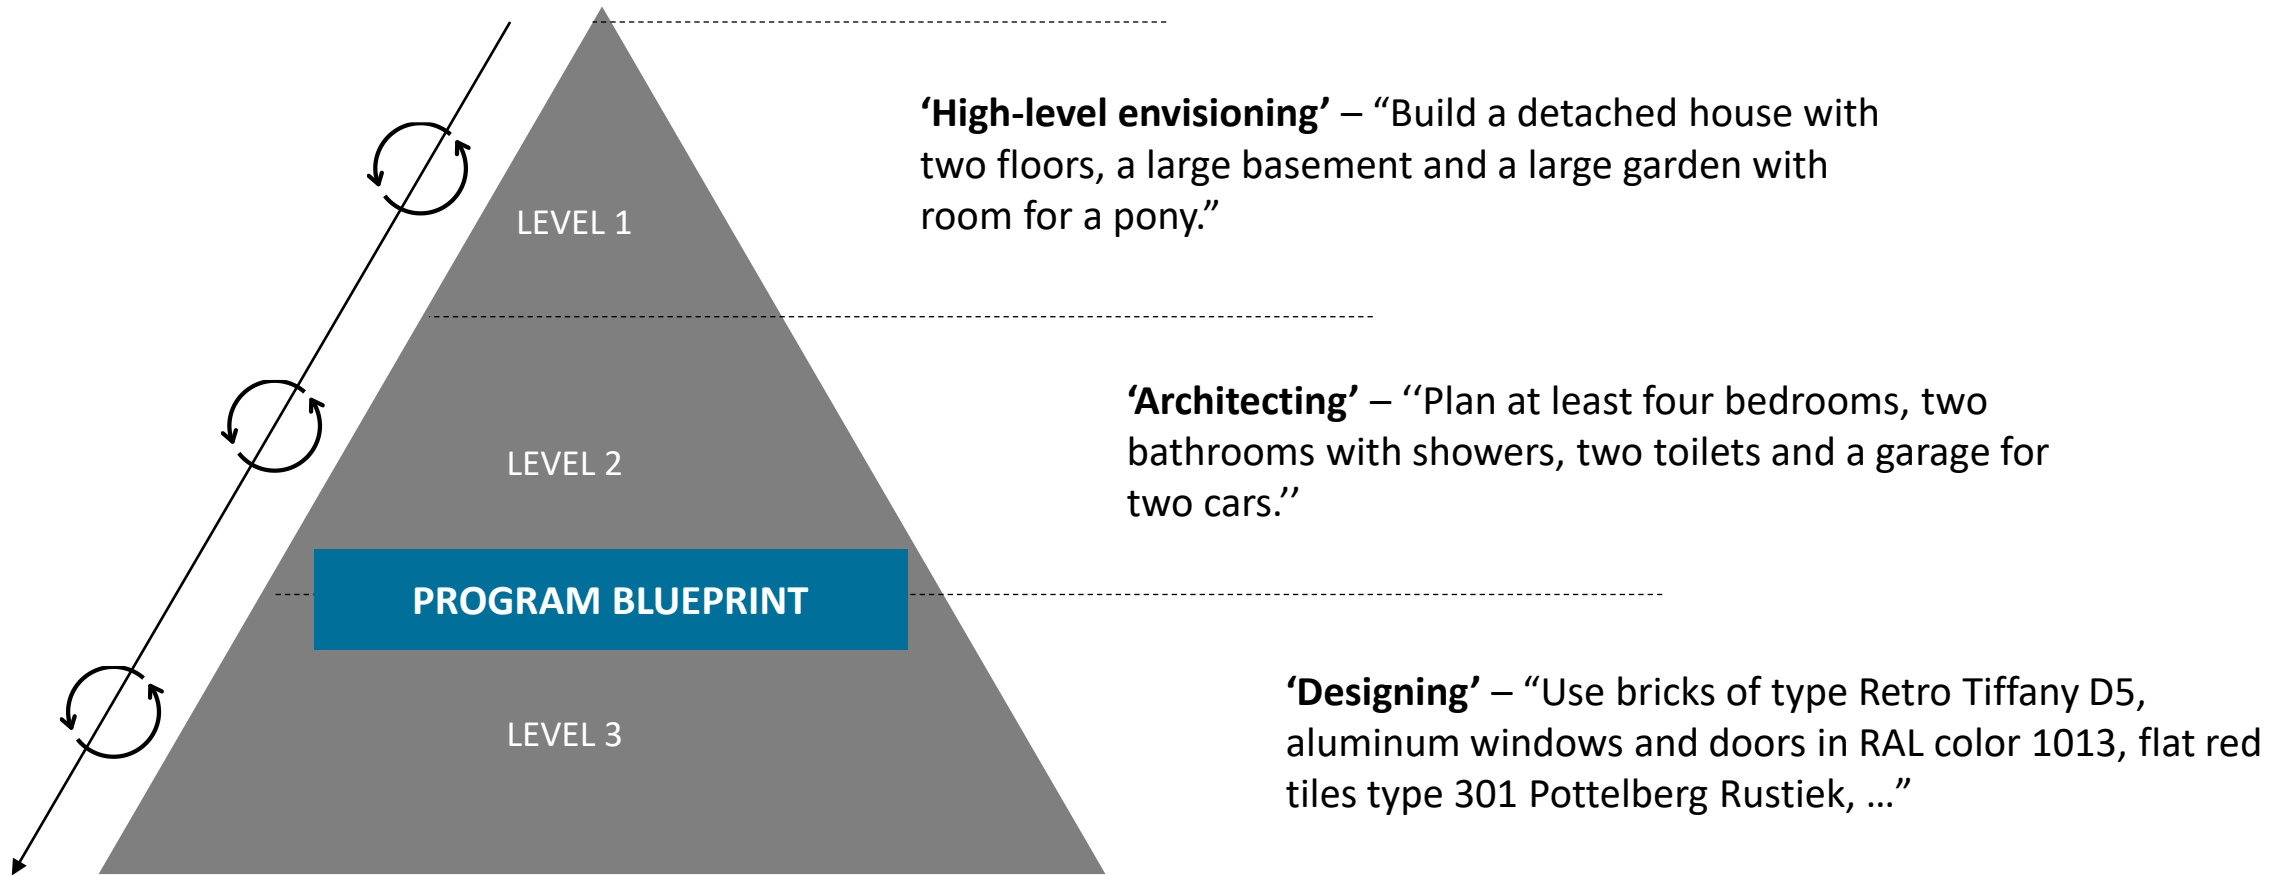 ‘High-level envisioning’ – “Build a detached house with
two floors, a large basement and a large garden with
room for a pony.”
LEVEL 1
‘Architecting’ – ‘‘Plan at least four bedrooms, two
bathrooms with showers, two toilets and a garage for
two cars.’’
LEVEL 2
PROGRAM BLUEPRINT
‘Designing’ – “Use bricks of type Retro Tiffany D5,
aluminum windows and doors in RAL color 1013, flat red
tiles type 301 Pottelberg Rustiek, …”
LEVEL 3